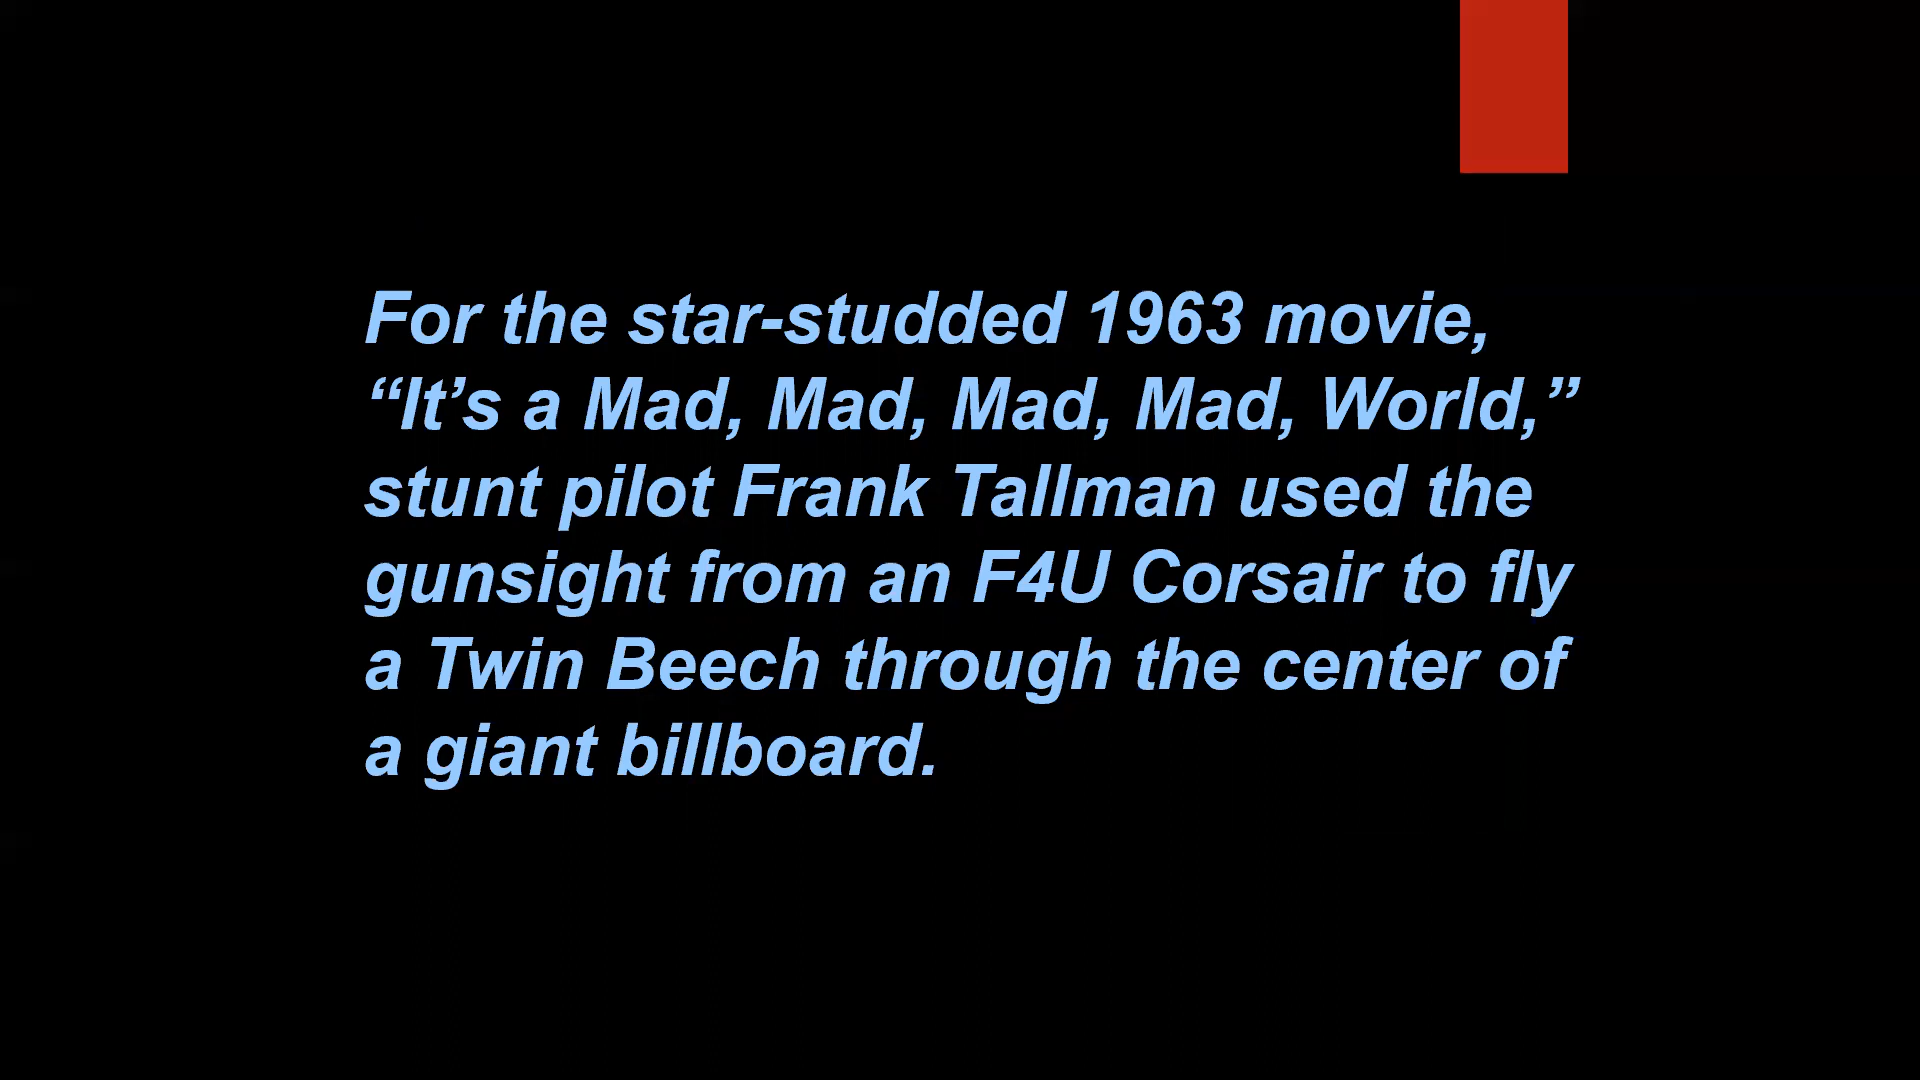 For the star-studded 1963 movie,
“It’s a Mad, Mad, Mad, Mad, World,”
stunt pilot Frank Tallman used the
gunsight from an F4U Corsair to fly
a Twin Beech through the center of
a giant billboard.